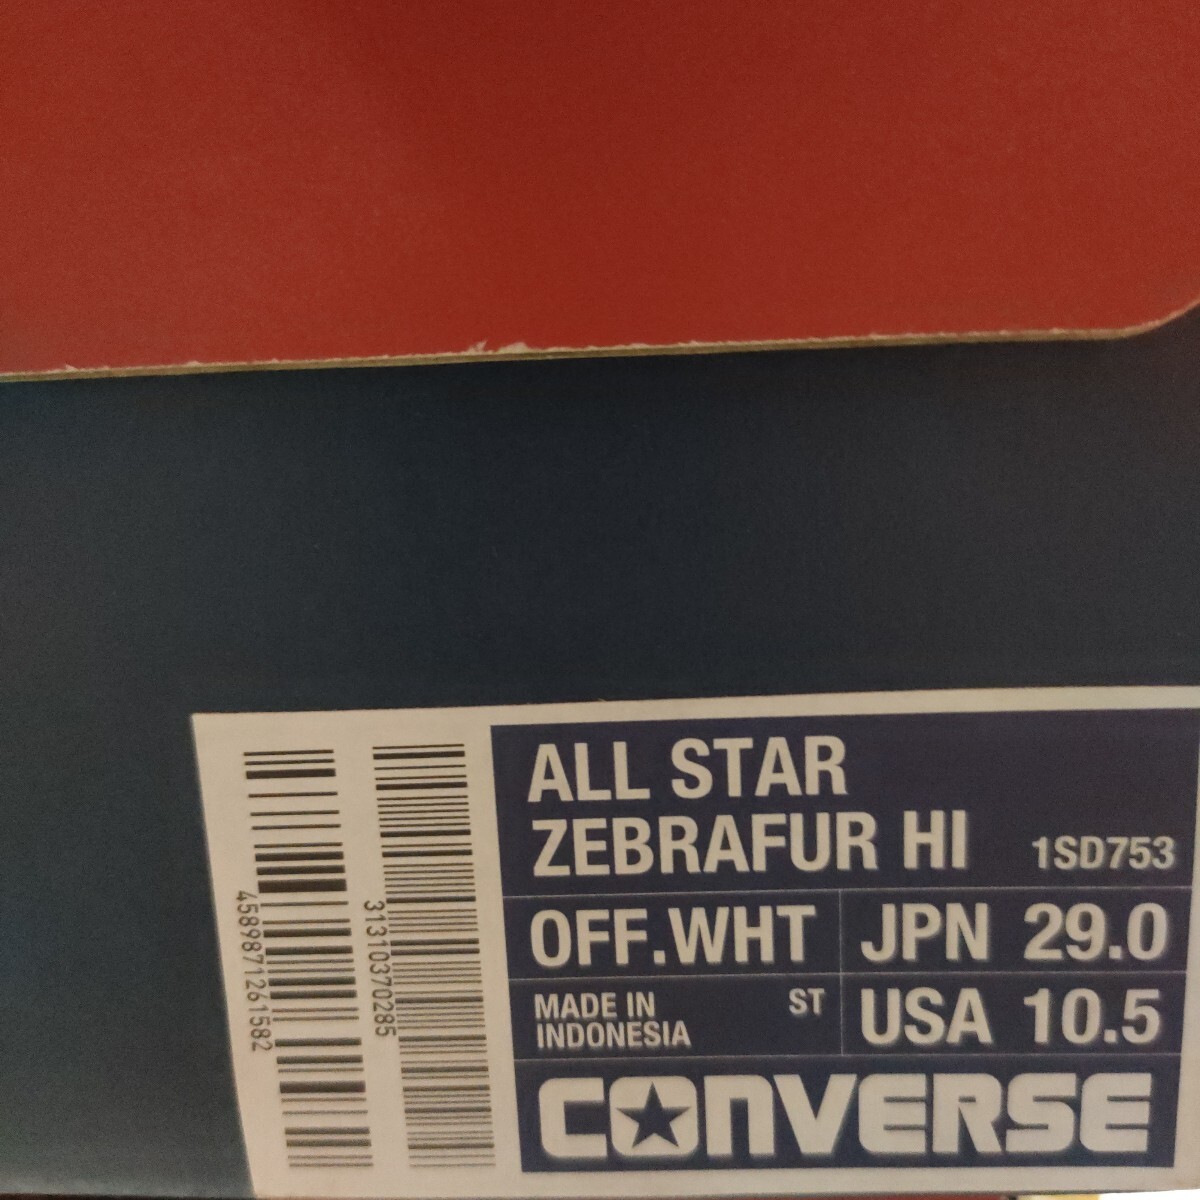 ALL STAR
ZEBRAFUR HI 1SD753
OFF.WHT JPN 29.0
MADE IN INDONESIA ST USA 10.5
CONVERSE
4589871261582
31310370285